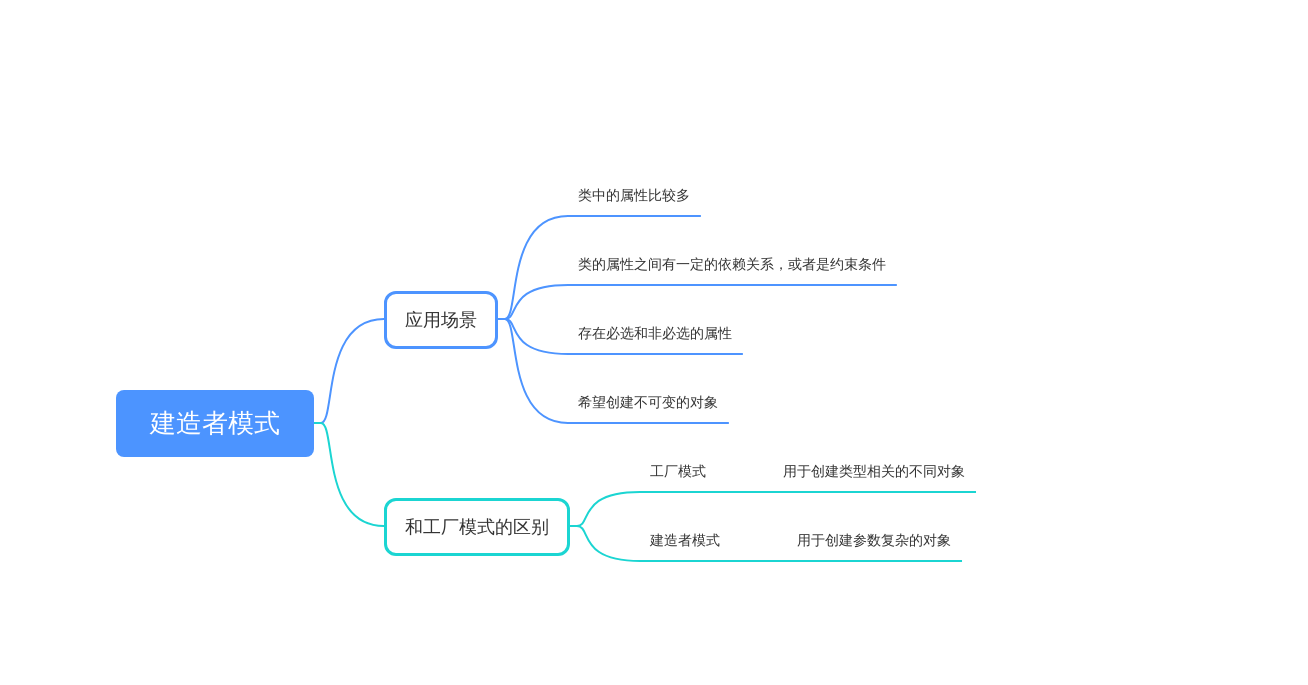 建造者模式
应用场景
类中的属性比较多
类的属性之间有一定的依赖关系，或者是约束条件
存在必选和非必选的属性
希望创建不可变的对象
和工厂模式的区别
工厂模式
用于创建类型相关的不同对象
建造者模式
用于创建参数复杂的对象